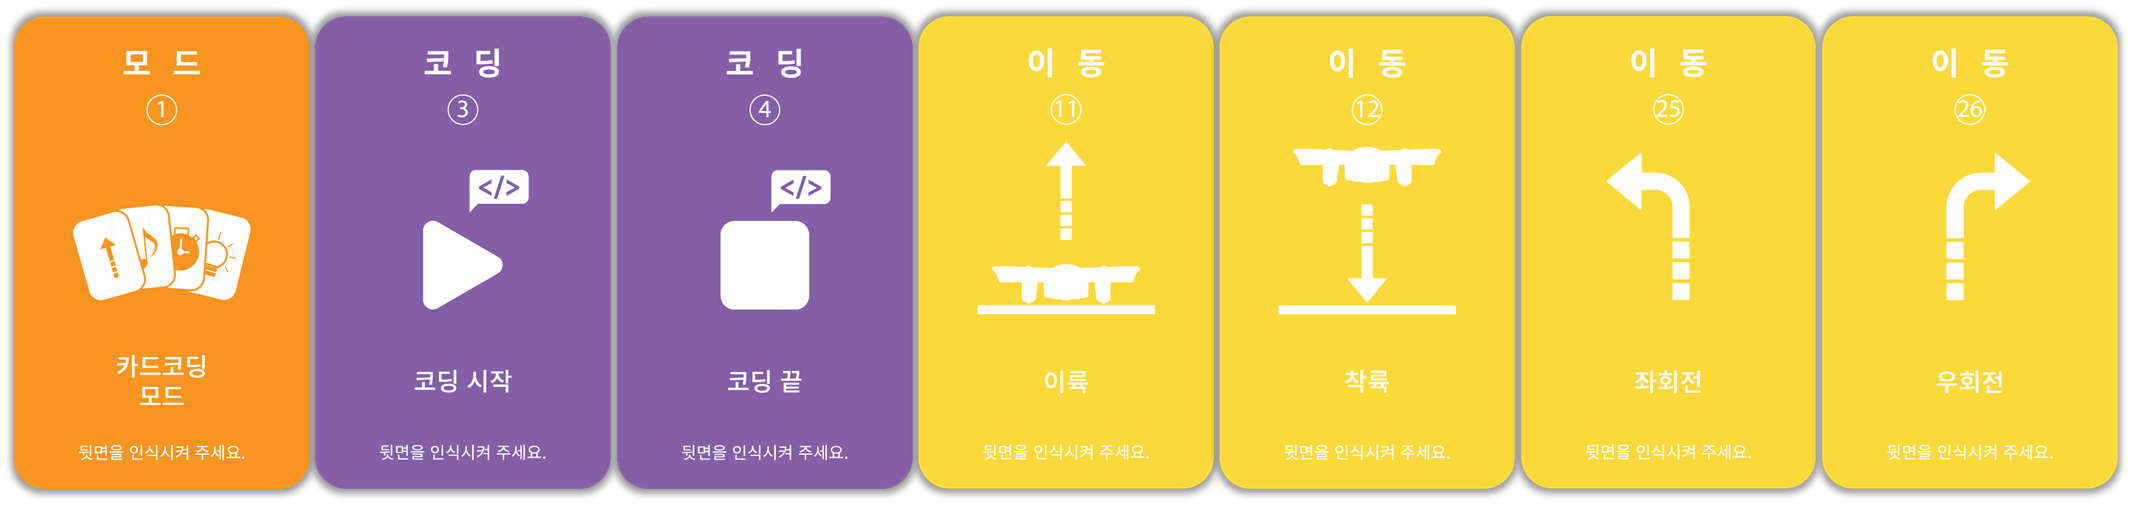 모 드
①
카드코딩
모드
뒷면을 인식시켜 주세요.
코 딩
③
</>
코딩 시작
뒷면을 인식시켜 주세요.
코 딩
④
</>
코딩 끝
뒷면을 인식시켜 주세요.
이 동
⑪
이륙
뒷면을 인식시켜 주세요.
이 동
⑫
착륙
뒷면을 인식시켜 주세요.
이 동
㉕
좌회전
뒷면을 인식시켜 주세요.
이 동
㉖
우회전
뒷면을 인식시켜 주세요.